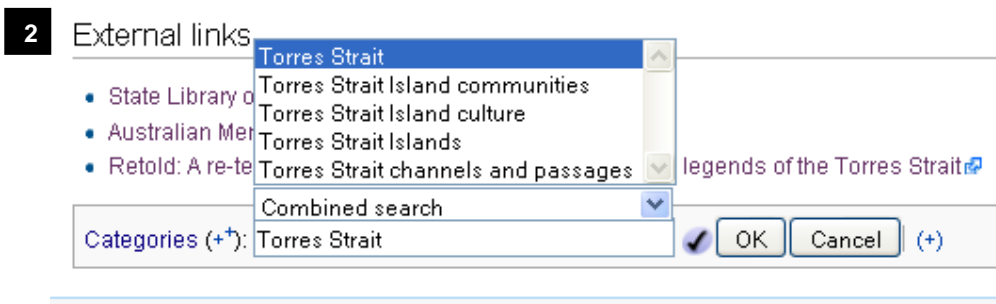 2
External links
Torres Strait
Torres Strait Island communities
Torres Strait Island culture
Torres Strait Islands
Torres Strait channels and passages
State Library o
Australian Mer
Retold: A re-te legends of the Torres Strait
Combined search
Categories (+⁺): Torres Strait OK Cancel (+)